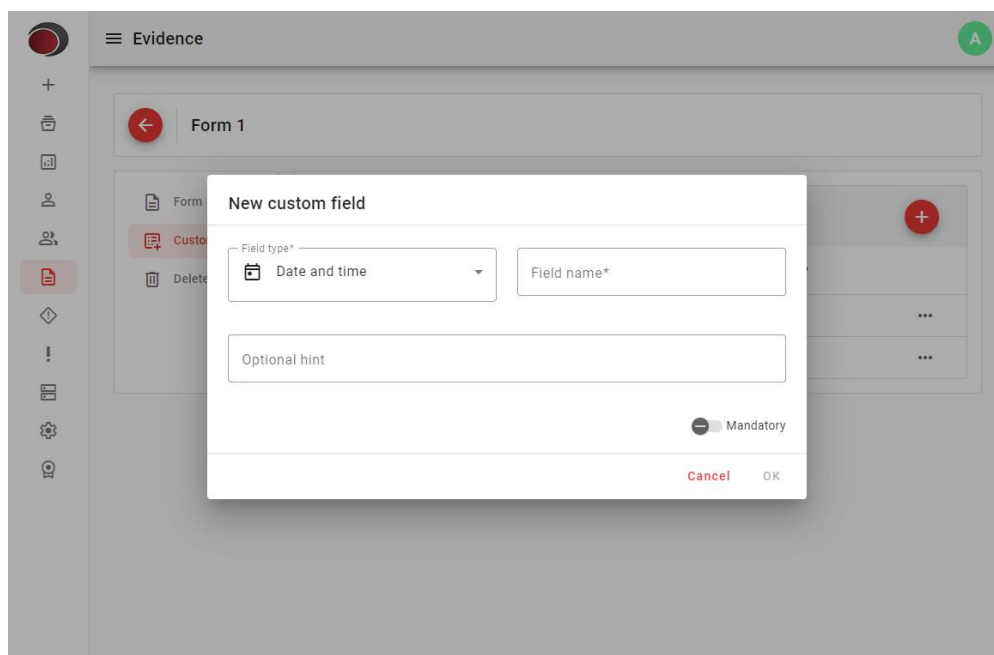 Evidence
A
Form 1
Form
Custo
Delete
New custom field
Field type*
Date and time
Field name*
Optional hint
Mandatory
Cancel
OK